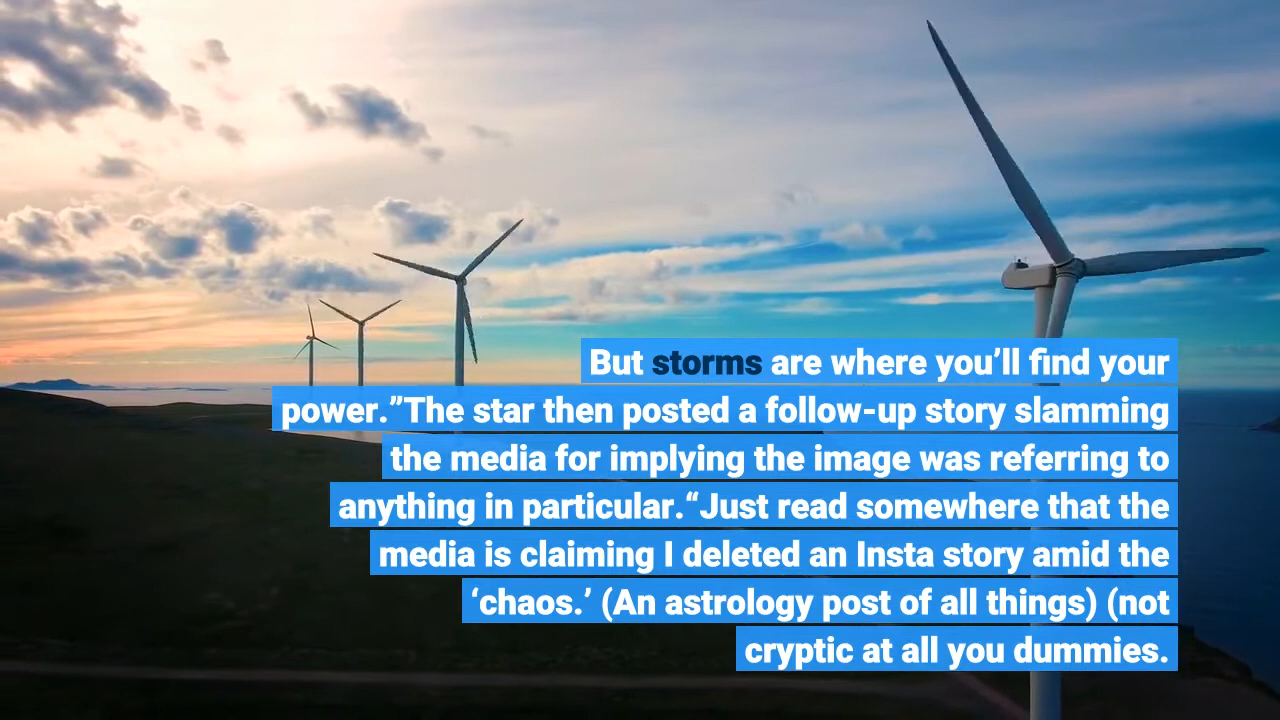 But storms are where you’ll find your
power.”The star then posted a follow-up story slamming
the media for implying the image was referring to
anything in particular.“Just read somewhere that the
media is claiming I deleted an Insta story amid the
‘chaos.’ (An astrology post of all things) (not
cryptic at all you dummies.